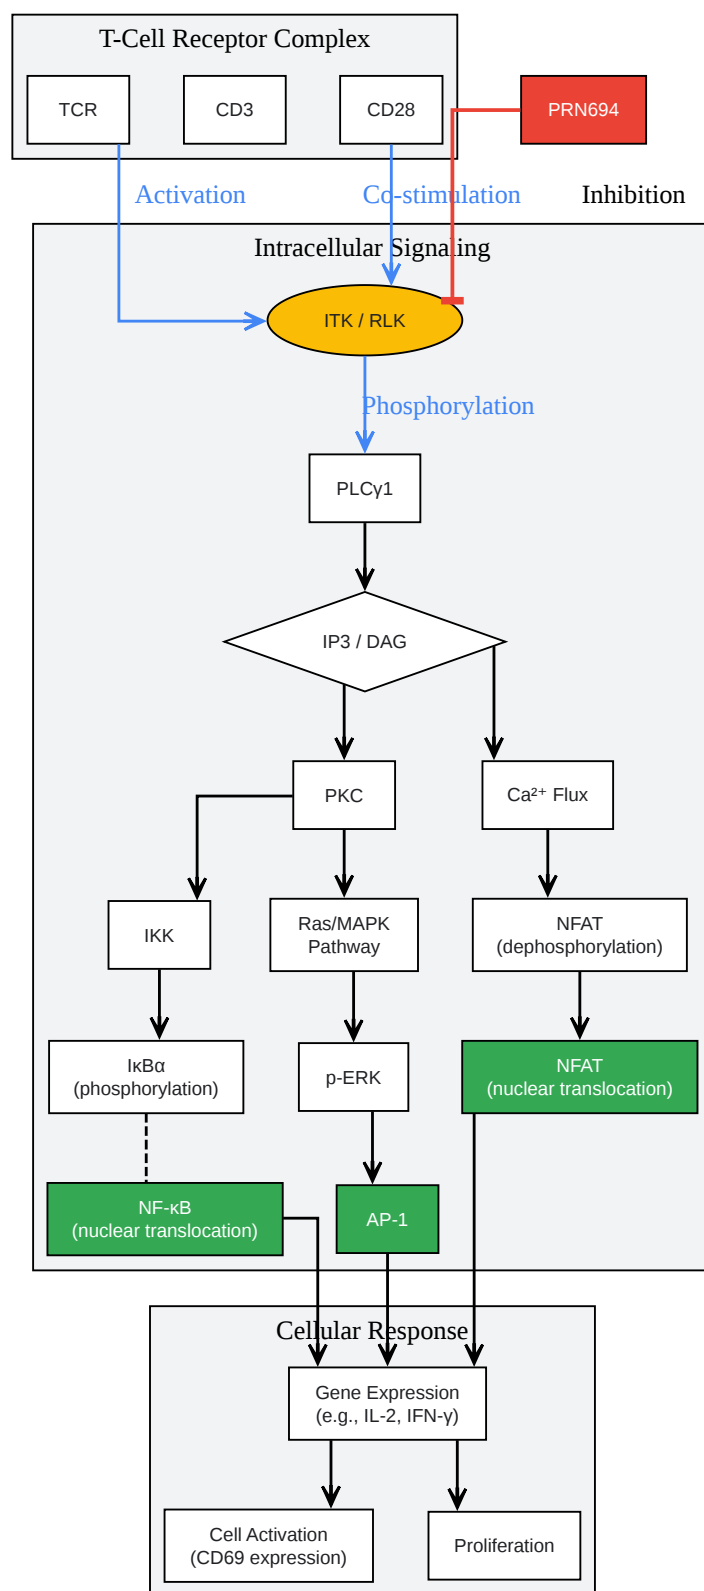 T-Cell Receptor Complex
TCR
CD3
CD28
PRN694
Activation
Co-stimulation
Inhibition
Intracellular Signaling
ITK / RLK
Phosphorylation
PLCγ1
IP3 / DAG
PKC
Ca²⁺ Flux
IKK
Ras/MAPK
Pathway
NFAT
(dephosphorylation)
IκBα
(phosphorylation)
p-ERK
NFAT
(nuclear translocation)
NF-κB
(nuclear translocation)
AP-1
Cellular Response
Gene Expression
(e.g., IL-2, IFN-γ)
Cell Activation
(CD69 expression)
Proliferation